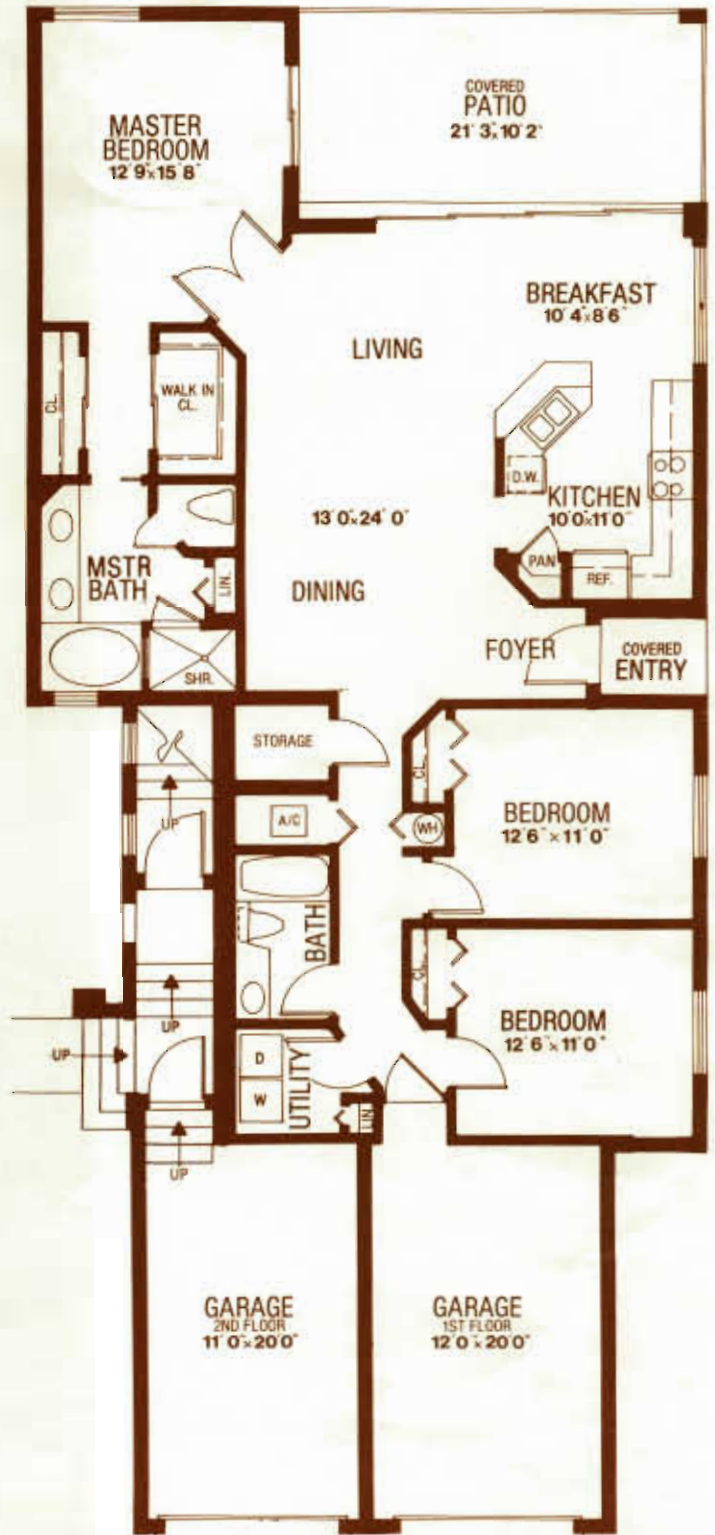 COVERED
PATIO
21' 3"x10' 2"
MASTER
BEDROOM
12' 9"x15' 8"
BREAKFAST
10' 4"x8' 6"
LIVING
CL.
WALK IN
CL.
D.W.
KITCHEN
10' 0"x11' 0"
13' 0"x24' 0"
PAN
REF.
MSTR
BATH
LIN.
DINING
FOYER
COVERED
ENTRY
SHR.
STORAGE
CL.
UP
A/C
WH
BEDROOM
12' 6" x 11' 0"
BATH
CL.
UP
BEDROOM
12' 6" x 11' 0"
UP
D
W
UTILITY
LIN
UP
GARAGE
2ND FLOOR
11' 0"x20' 0"
GARAGE
1ST FLOOR
12' 0"x20' 0"